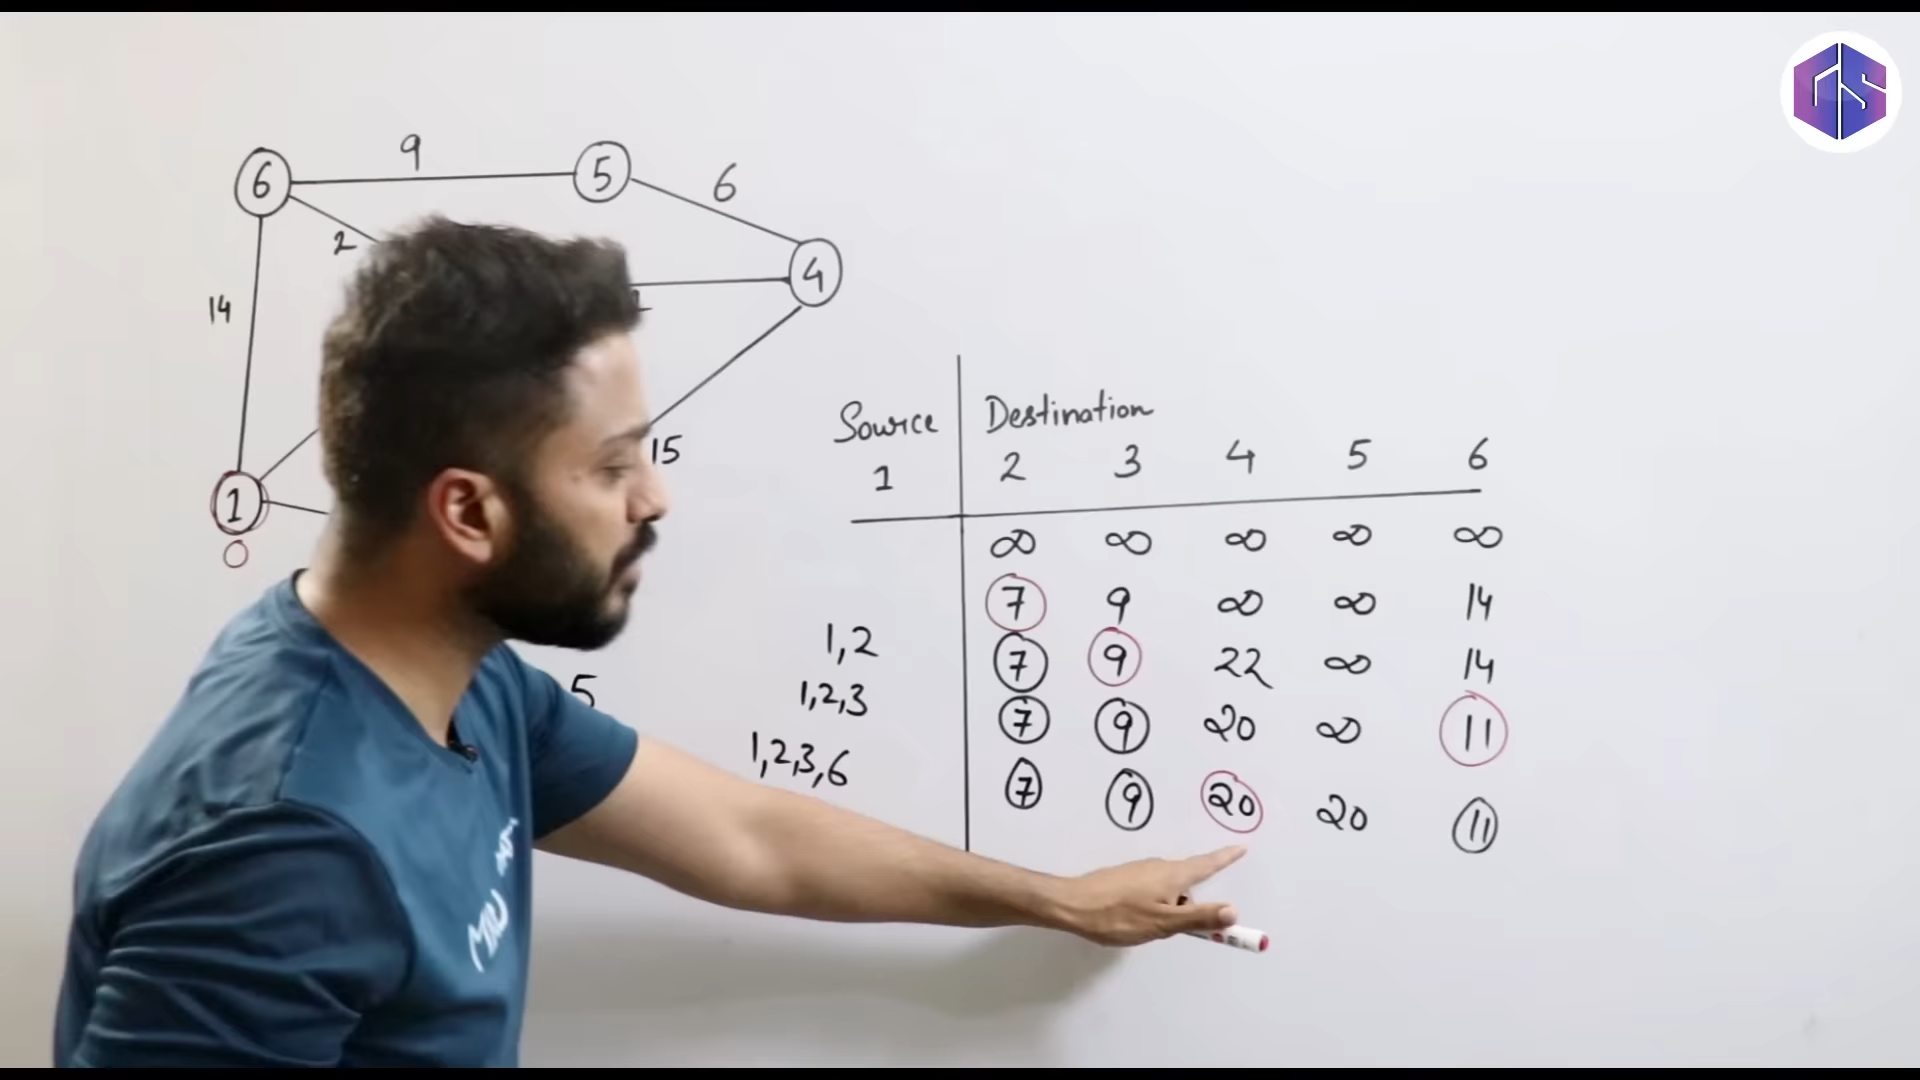 9
6
5
6
2
4
14
15
1
0
Source
Destination
1
2 3 4 5 6
∞ ∞ ∞ ∞ ∞
7 9 ∞ ∞ 14
1,2 7 9 22 ∞ 14
1,2,3 7 9 20 ∞ 11
1,2,3,6 7 9 20 20 11
5